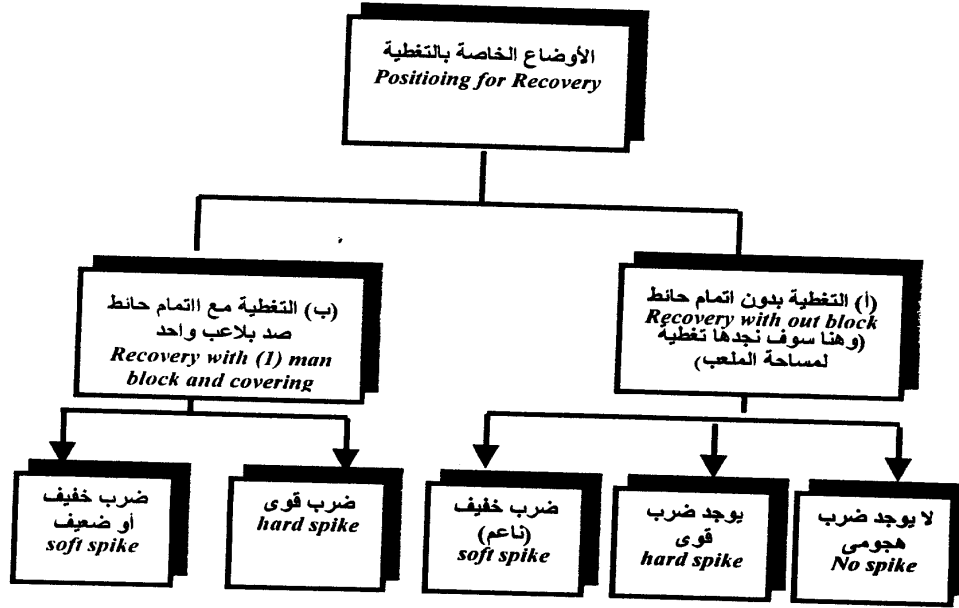 الأوضاع الخاصة بالتغطية
Positioing for Recovery
(أ) التغطية بدون اتمام حائط
Recovery with out block
(وهنا سوف نجدها تغطية
لمساحة الملعب)
(ب) التغطية مع ااتمام حائط
صد بلاعب واحد
Recovery with (1) man
block and covering
لا يوجد ضرب
هجومى
No spike
يوجد ضرب
قوى
hard spike
ضرب خفيف
(ناعم)
soft spike
ضرب قوى
hard spike
ضرب خفيف
أو ضعيف
soft spike